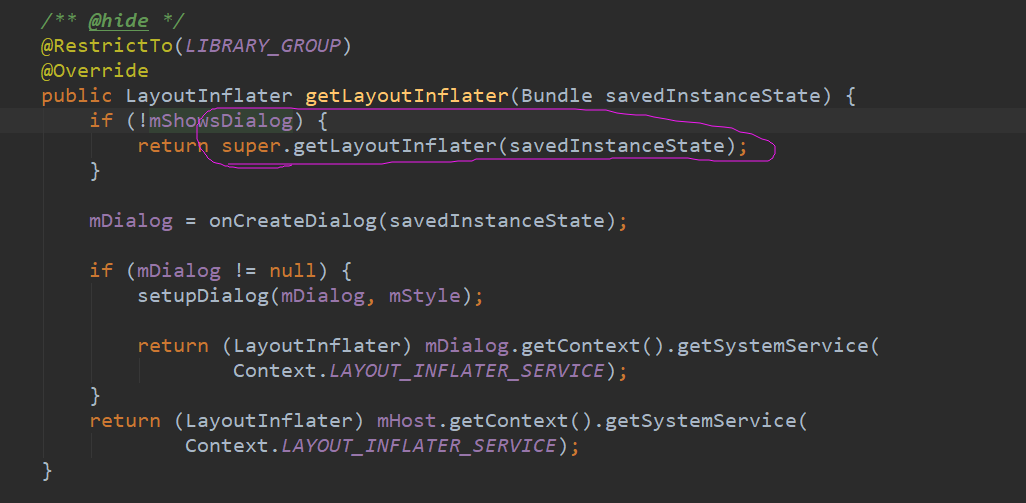 /** @hide */
@RestrictTo(LIBRARY_GROUP)
@Override
public LayoutInflater getLayoutInflater(Bundle savedInstanceState) {
if (!mShowsDialog) {
return super.getLayoutInflater(savedInstanceState);
}
mDialog = onCreateDialog(savedInstanceState);
if (mDialog != null) {
setupDialog(mDialog, mStyle);
return (LayoutInflater) mDialog.getContext().getSystemService(
Context.LAYOUT_INFLATER_SERVICE);
}
return (LayoutInflater) mHost.getContext().getSystemService(
Context.LAYOUT_INFLATER_SERVICE);
}